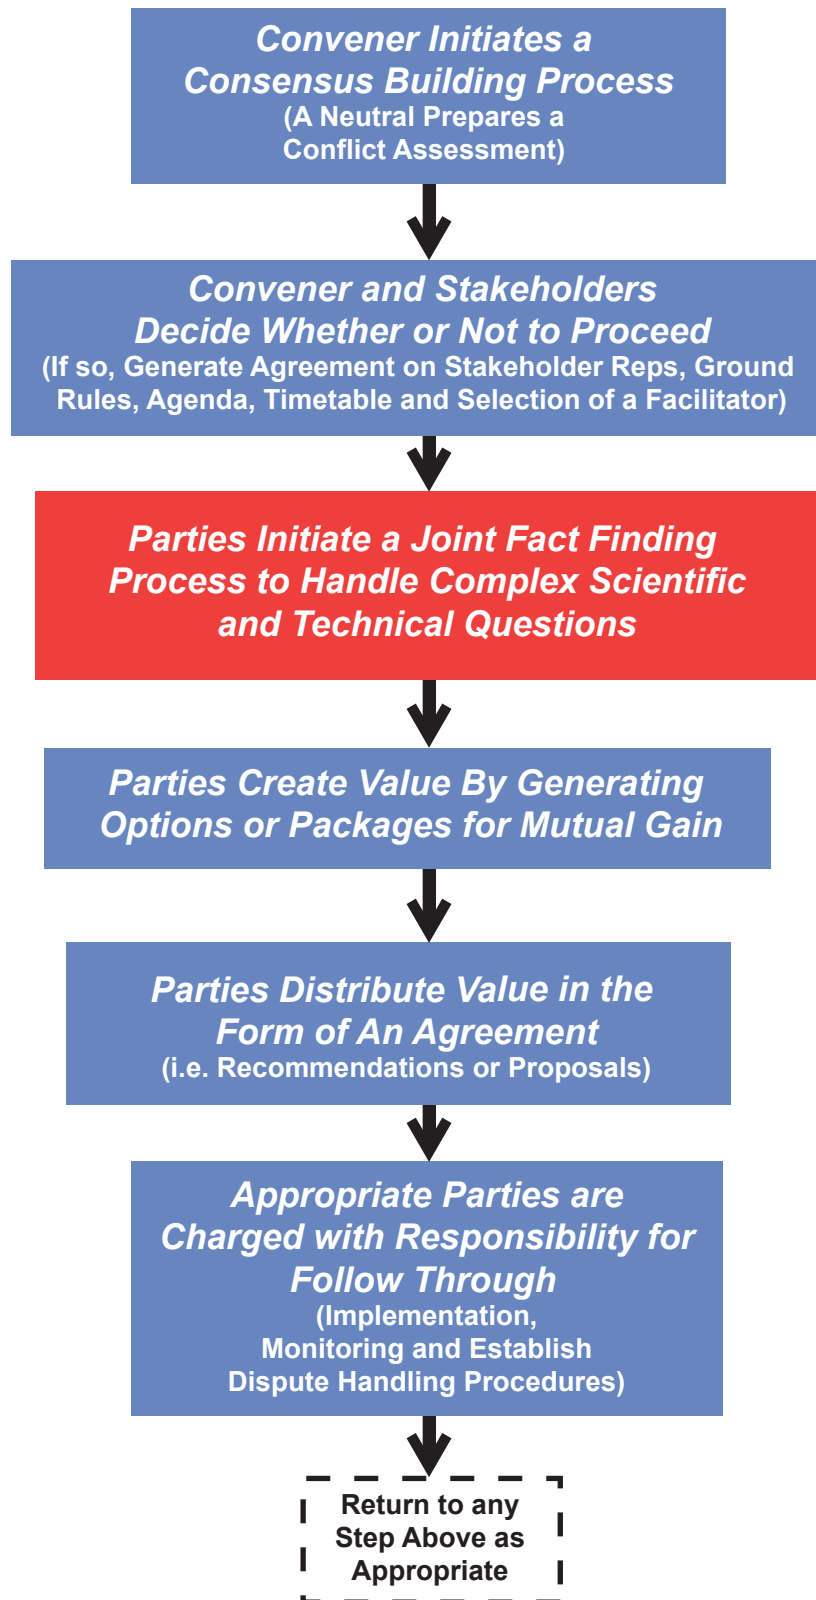 Convener Initiates a
Consensus Building Process
(A Neutral Prepares a
Conflict Assessment)
Convener and Stakeholders
Decide Whether or Not to Proceed
(If so, Generate Agreement on Stakeholder Reps, Ground
Rules, Agenda, Timetable and Selection of a Facilitator)
Parties Initiate a Joint Fact Finding
Process to Handle Complex Scientific
and Technical Questions
Parties Create Value By Generating
Options or Packages for Mutual Gain
Parties Distribute Value in the
Form of An Agreement
(i.e. Recommendations or Proposals)
Appropriate Parties are
Charged with Responsibility for
Follow Through
(Implementation,
Monitoring and Establish
Dispute Handling Procedures)
Return to any
Step Above as
Appropriate